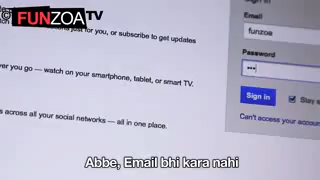 © FUNZOA TV
just for you, or subscribe to get updates
Email
funzoa
Password
ver you go — watch on your smartphone, tablet, or smart TV.
Sign in
Stay s
Can't access your accoun
s across all your social networks — all in one place.
Abbe, Email bhi kara nahi